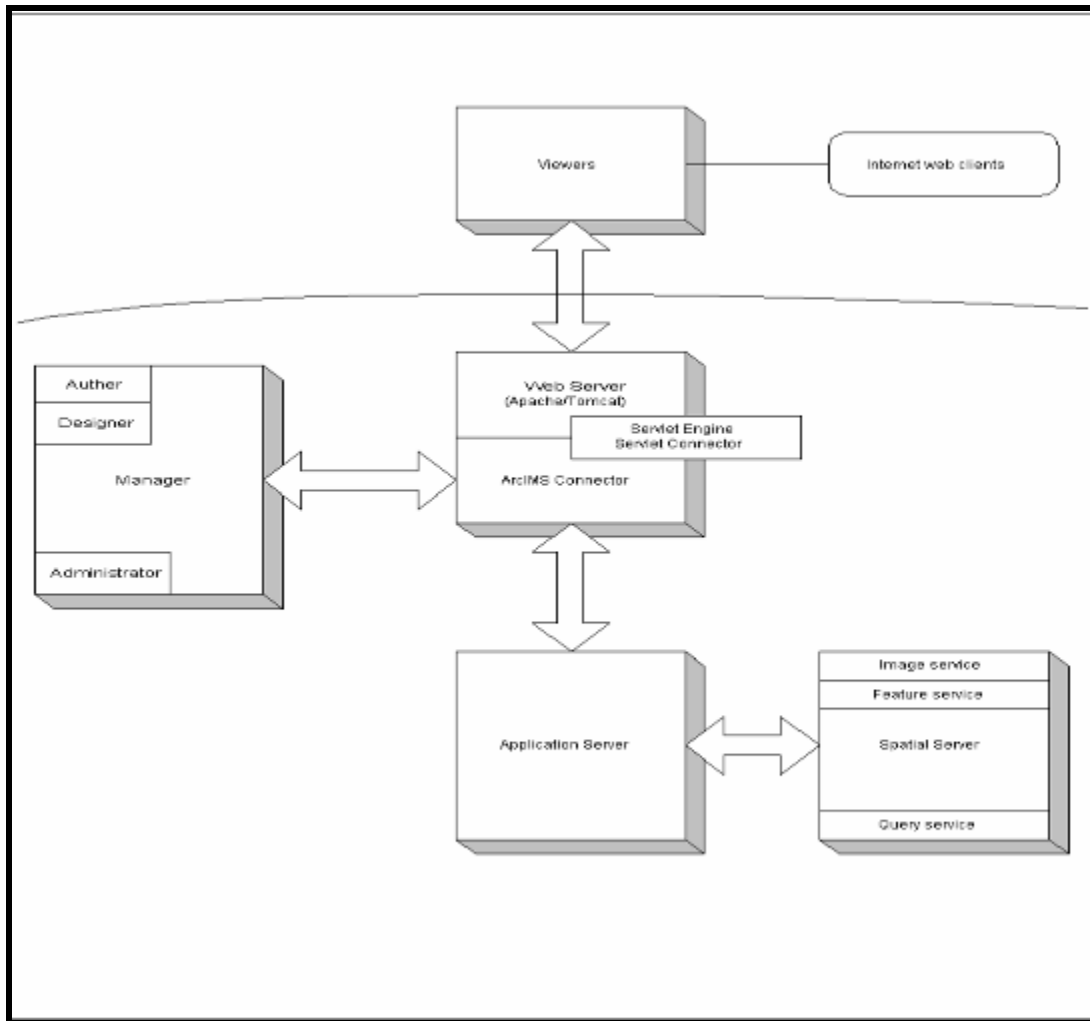 Viewers
Internet web clients
Auther
Designer
Manager
Administrator
Web Server
(Apache/Tomcat)
Servlet Engine
Servlet Connector
ArcIMS Connector
Application Server
Image service
Feature service
Spatial Server
Query service